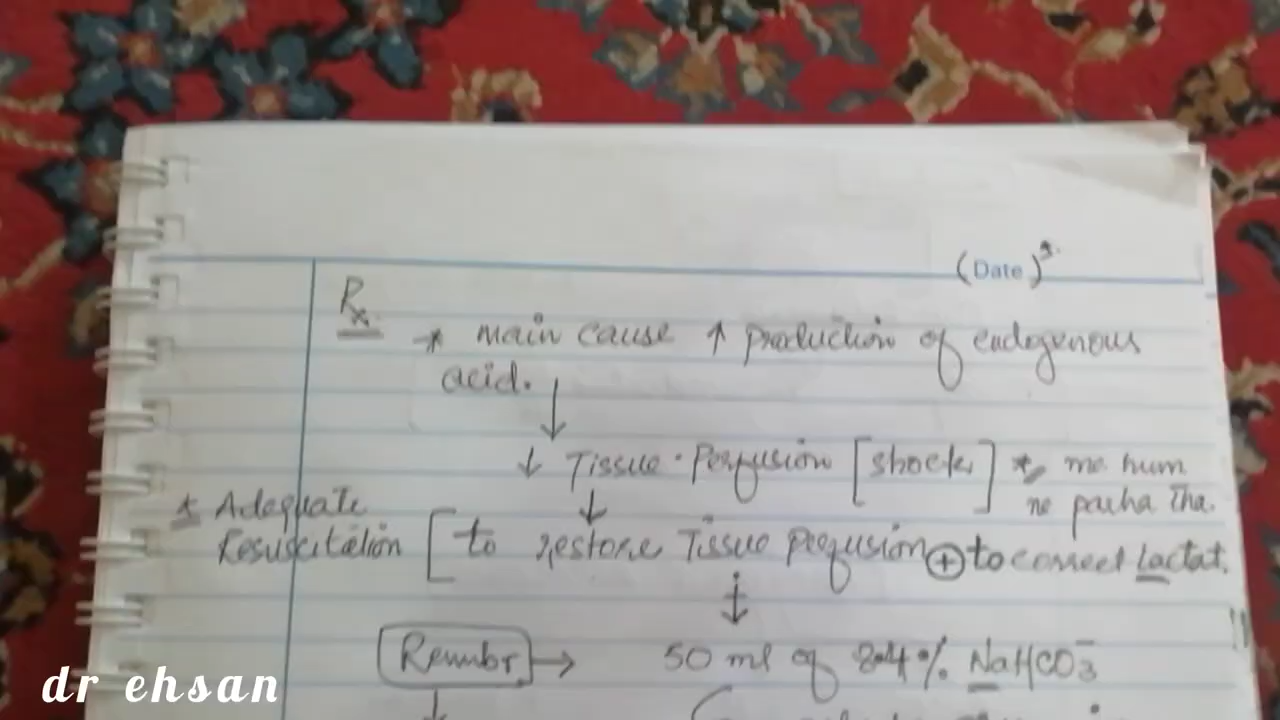 (Date)
Rx
* main cause ↑ production of endogenous
acid.
↓
↓ Tissue Perfusion [shock] * me hum
ne parha tha.
↓
* Adequate
Resuscitation [to restore Tissue perfusion ⊕ to correct Lactat.
↓
Rembr → 50 ml of 8.4% NaHCO3⁻
↓
dr ehsan